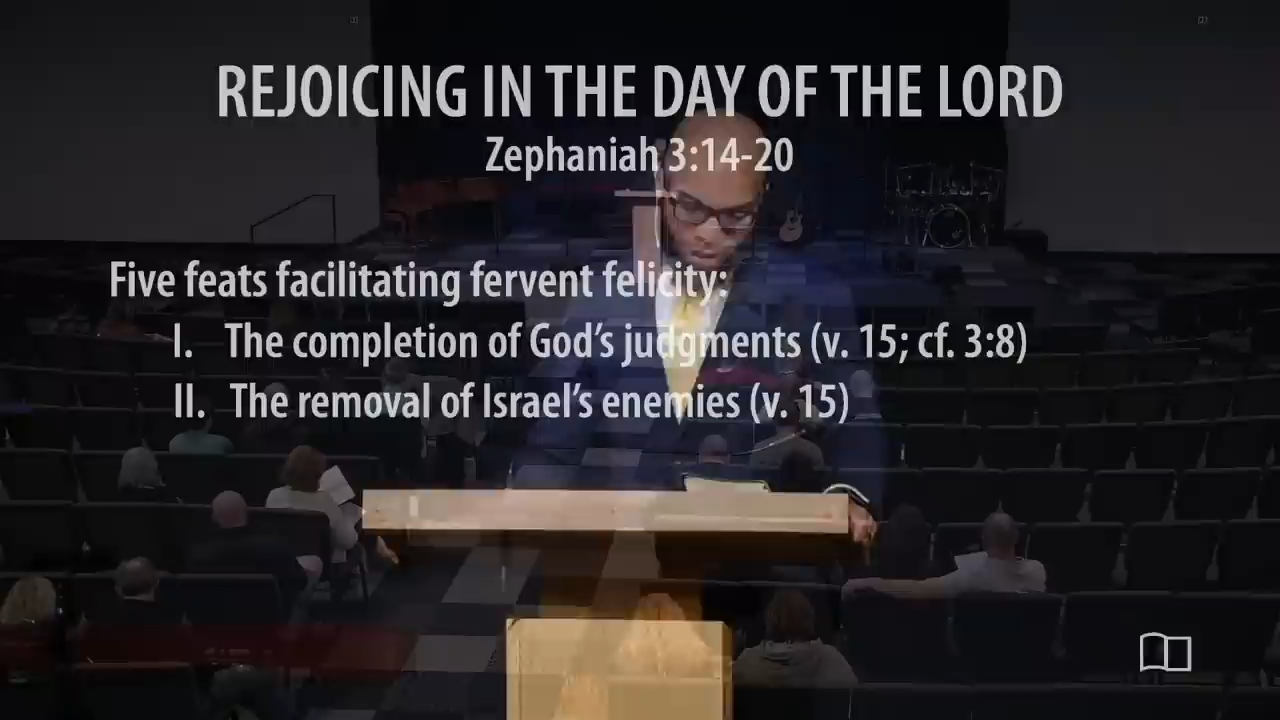 REJOICING IN THE DAY OF THE LORD
Zephaniah 3:14-20
Five feats facilitating fervent felicity:
I. The completion of God’s judgments (v. 15; cf. 3:8)
II. The removal of Israel’s enemies (v. 15)